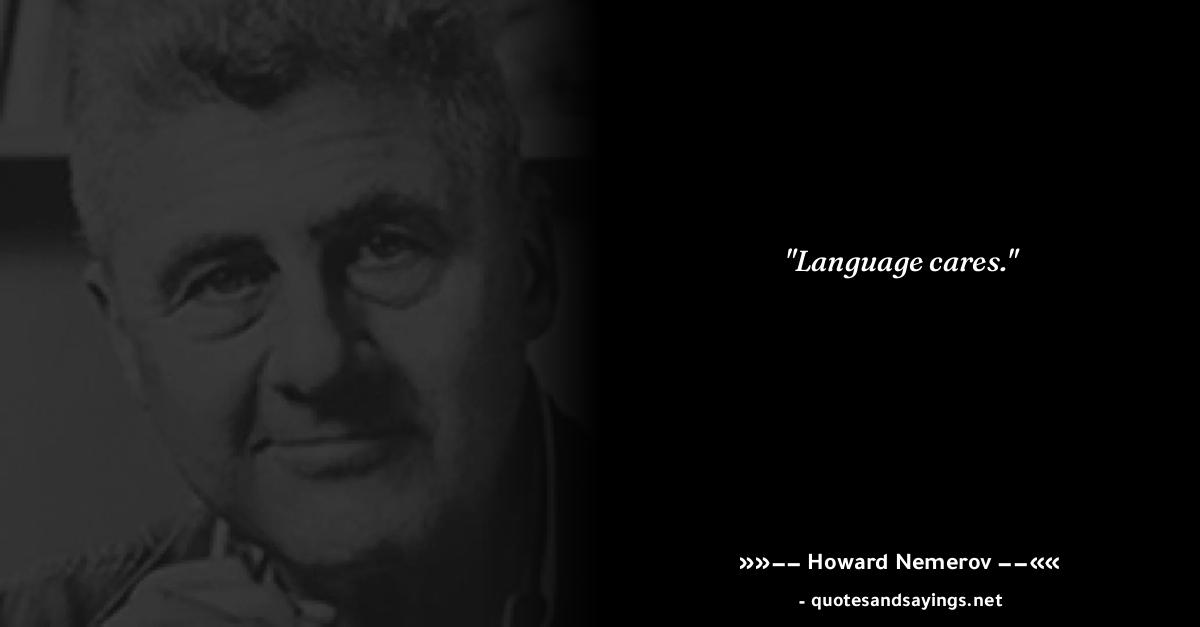 "Language cares."
»»−− Howard Nemerov −−««
- quotesandsayings.net